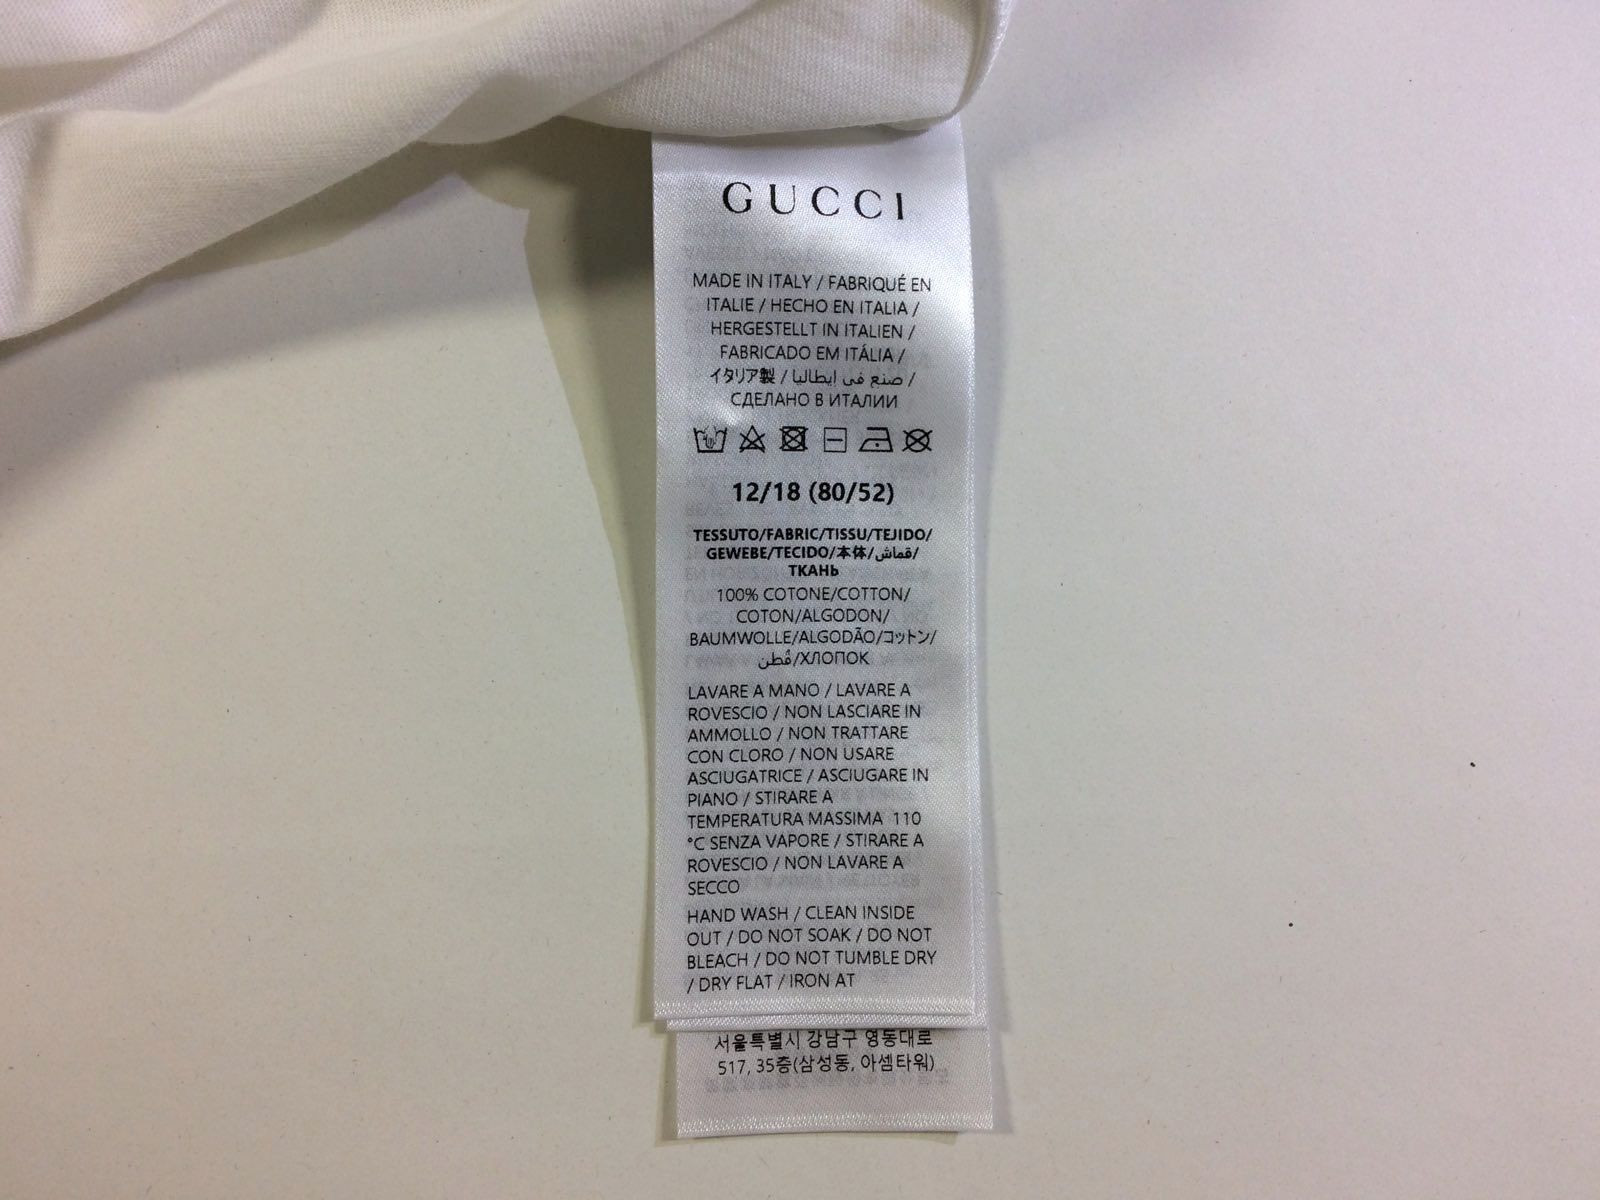 GUCCI
MADE IN ITALY / FABRIQUÉ EN
ITALIE / HECHO EN ITALIA /
HERGESTELLT IN ITALIEN /
FABRICADO EM ITÁLIA /
イタリア製 / صنع في إيطاليا /
СДЕЛАНО В ИТАЛИИ
12/18 (80/52)
TESSUTO/FABRIC/TISSU/TEJIDO/
GEWEBE/TECIDO/本体/قماش/
ТКАНЬ
100% COTONE/COTTON/
COTON/ALGODON/
BAUMWOLLE/ALGODÃO/コットン/
قُطن/ХЛОПОК
LAVARE A MANO / LAVARE A
ROVESCIO / NON LASCIARE IN
AMMOLLO / NON TRATTARE
CON CLORO / NON USARE
ASCIUGATRICE / ASCIUGARE IN
PIANO / STIRARE A
TEMPERATURA MASSIMA 110
°C SENZA VAPORE / STIRARE A
ROVESCIO / NON LAVARE A
SECCO
HAND WASH / CLEAN INSIDE
OUT / DO NOT SOAK / DO NOT
BLEACH / DO NOT TUMBLE DRY
/ DRY FLAT / IRON AT
서울특별시 강남구 영동대로
517, 35층(삼성동, 아셈타워)